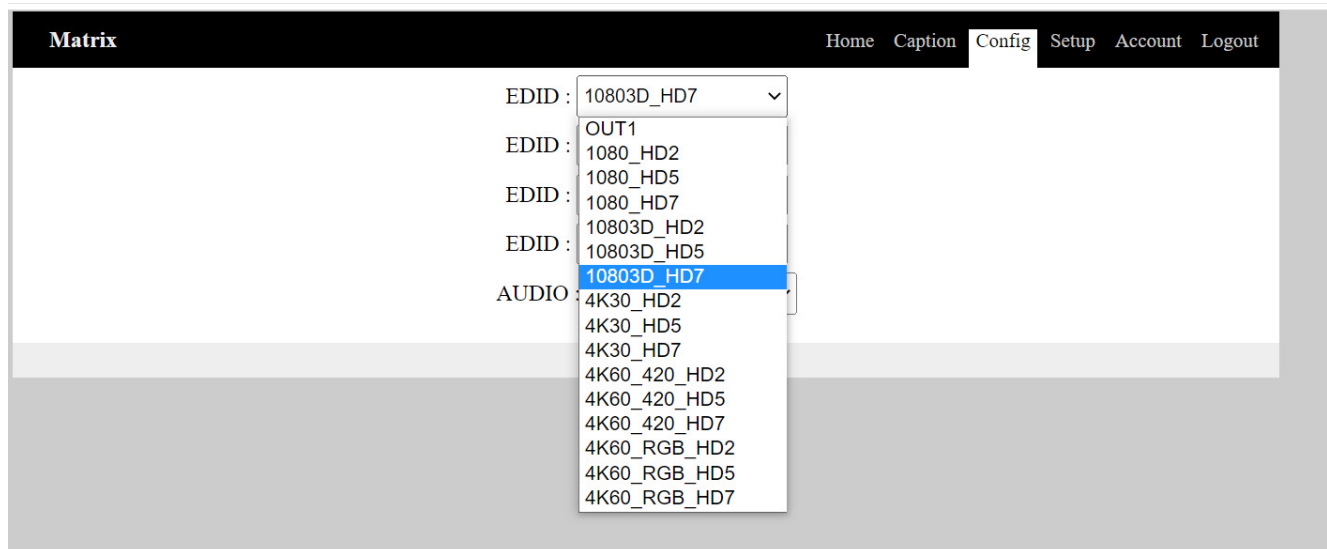 Matrix Home Caption Config Setup Account Logout
EDID : 10803D_HD7
OUT1
EDID :
1080_HD2
1080_HD5
EDID :
1080_HD7
10803D_HD2
EDID :
10803D_HD5
10803D_HD7
AUDIO :
4K30_HD2
4K30_HD5
4K30_HD7
4K60_420_HD2
4K60_420_HD5
4K60_420_HD7
4K60_RGB_HD2
4K60_RGB_HD5
4K60_RGB_HD7